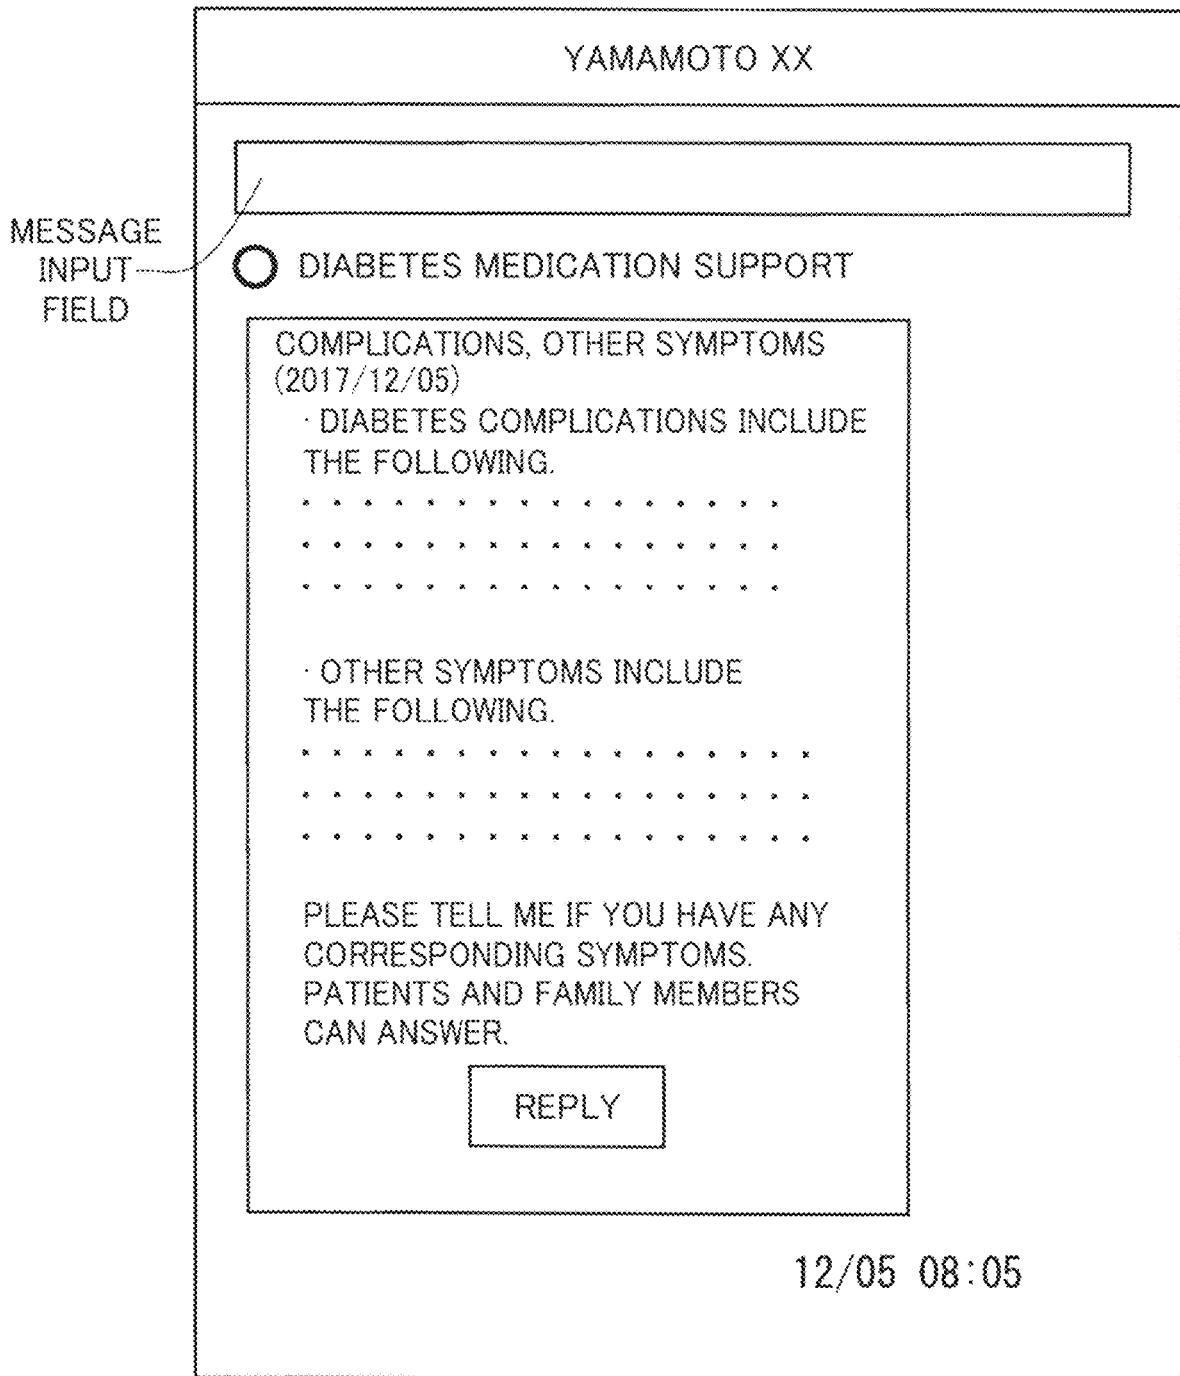 YAMAMOTO XX
MESSAGE
INPUT
FIELD
DIABETES MEDICATION SUPPORT
COMPLICATIONS, OTHER SYMPTOMS
(2017/12/05)
· DIABETES COMPLICATIONS INCLUDE
THE FOLLOWING.
· · · · · · · · · · · · · · · ·
· · · · · · · · · · · · · · · ·
· · · · · · · · · · · · · · · ·
· OTHER SYMPTOMS INCLUDE
THE FOLLOWING.
· · · · · · · · · · · · · · · · ·
· · · · · · · · · · · · · · · · ·
· · · · · · · · · · · · · · · · ·
PLEASE TELL ME IF YOU HAVE ANY
CORRESPONDING SYMPTOMS.
PATIENTS AND FAMILY MEMBERS
CAN ANSWER.
REPLY
12/05 08:05